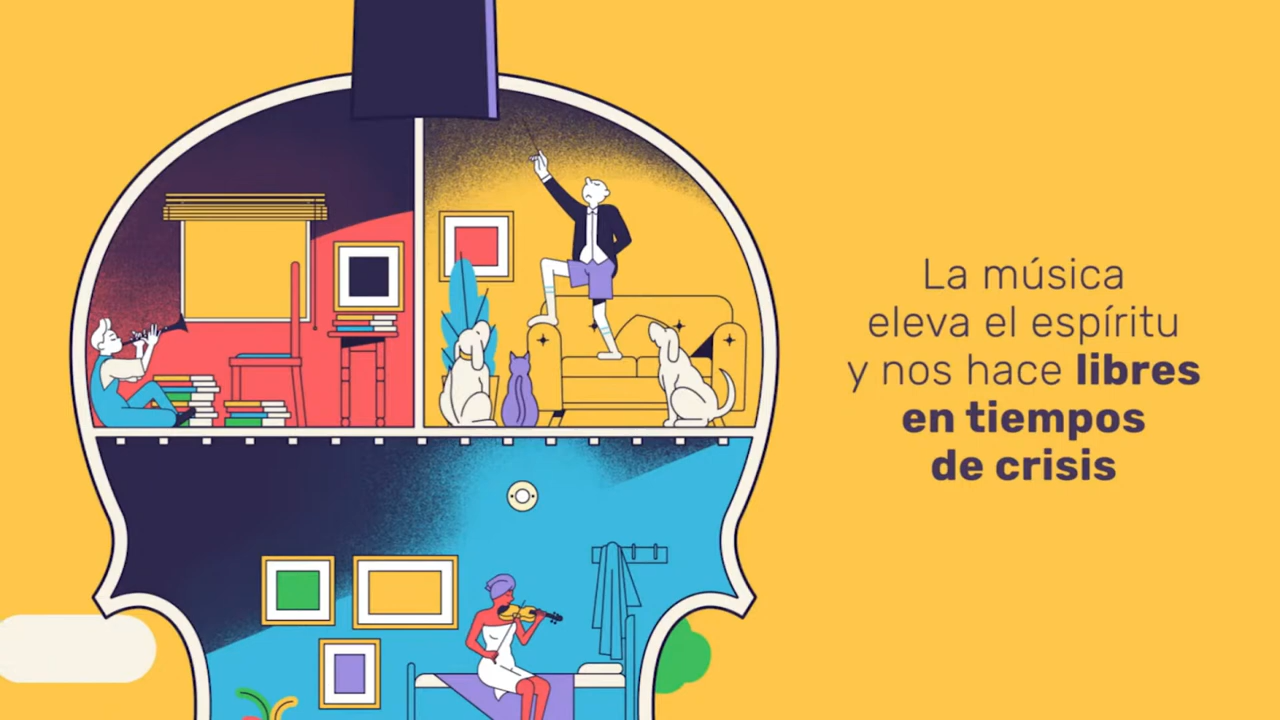 La música
eleva el espíritu
y nos hace libres
en tiempos
de crisis